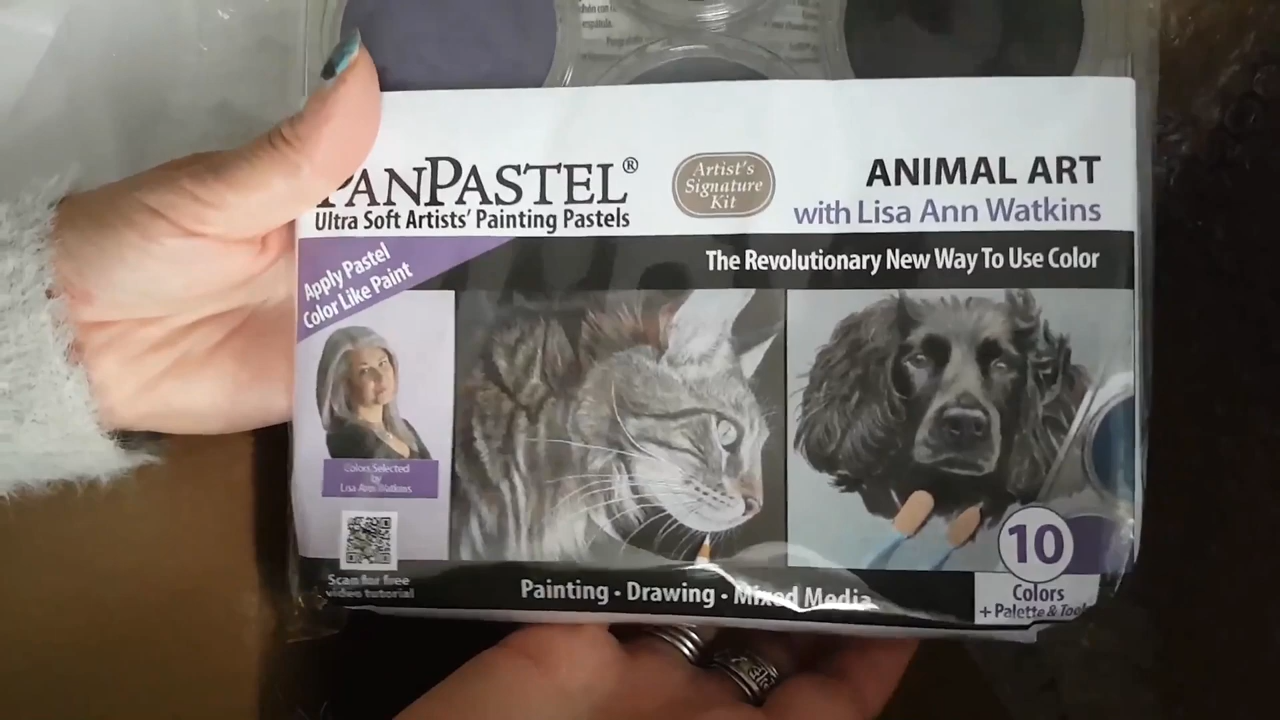 PANPASTEL®
Ultra Soft Artists' Painting Pastels
Artist's
Signature
Kit
ANIMAL ART
with Lisa Ann Watkins
The Revolutionary New Way To Use Color
Apply Pastel
Color Like Paint
Colors Selected
by
Lisa Ann Watkins
Scan for free
video tutorial
Painting • Drawing • Mixed Media
10
Colors
+ Palette & Tools